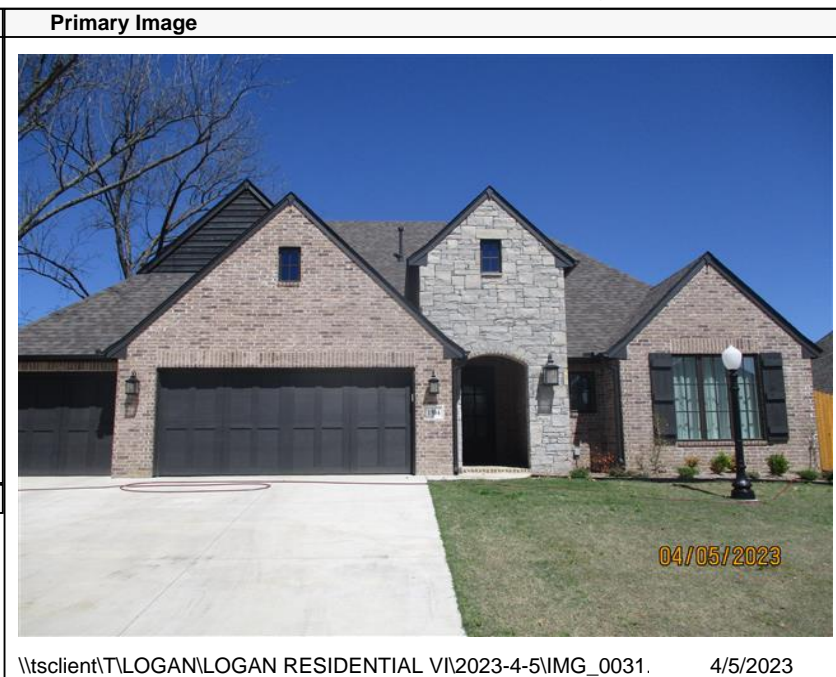 Primary Image
04/05/2023
\\tsclient\T\LOGAN\LOGAN RESIDENTIAL VI\2023-4-5\IMG_0031. 4/5/2023